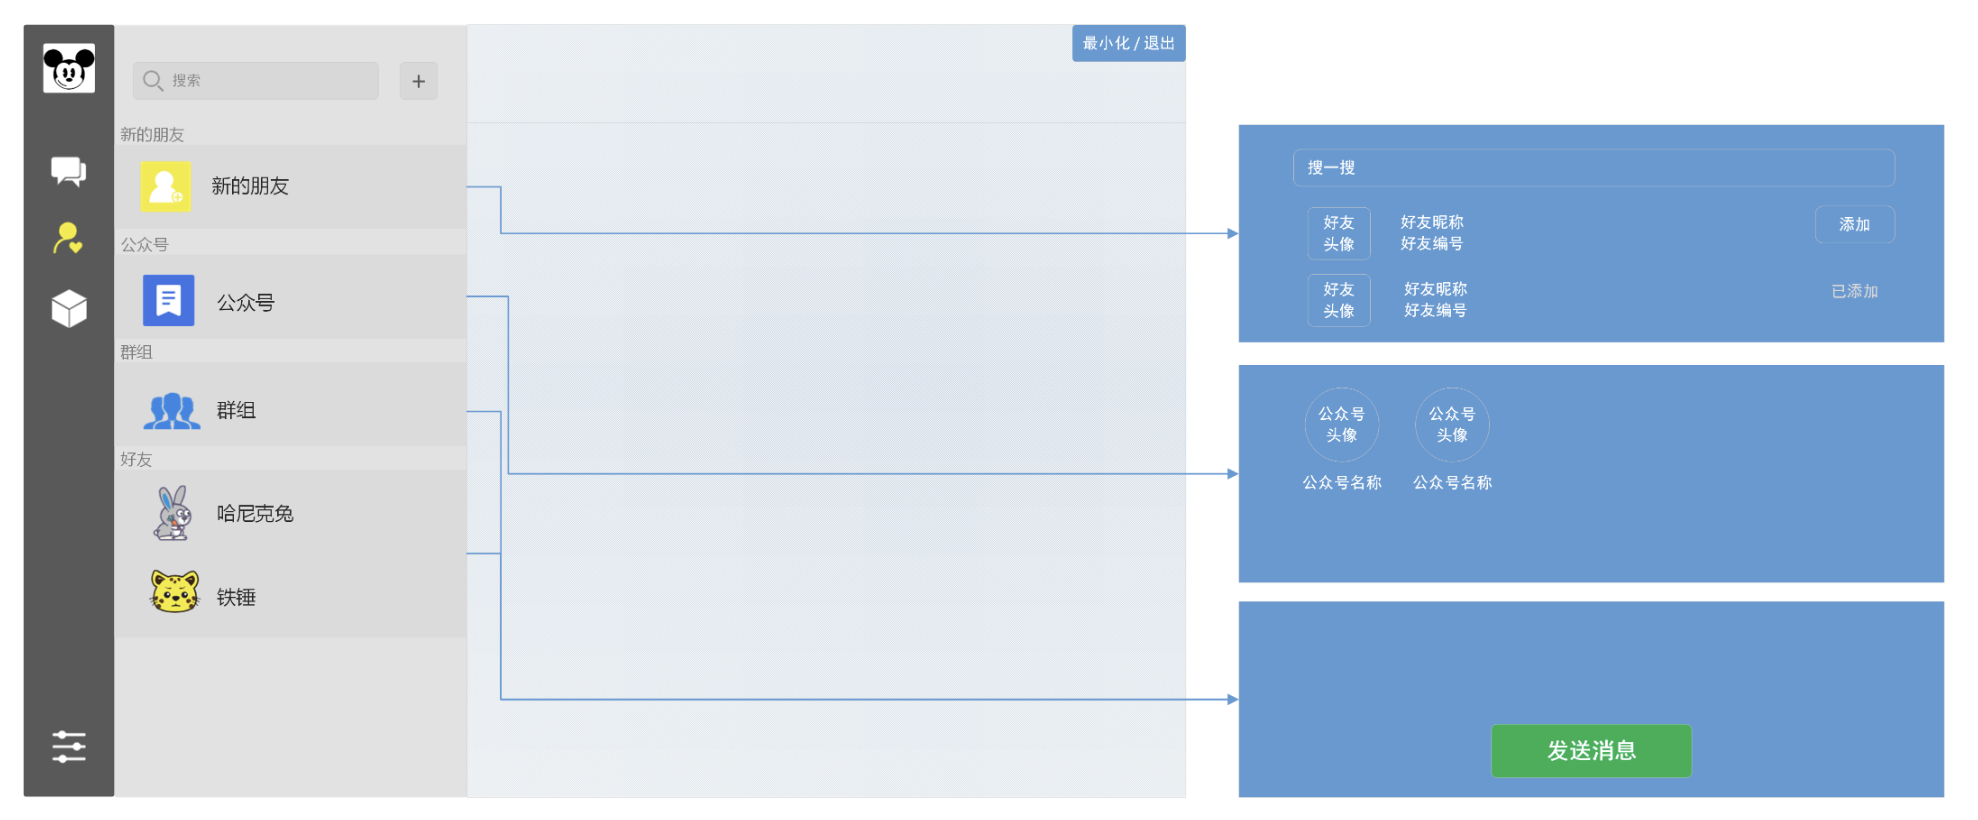 最小化 / 退出
搜索
+
新的朋友
新的朋友
公众号
公众号
群组
群组
好友
哈尼克兔
铁锤
搜一搜
好友
头像
好友昵称
好友编号
添加
好友
头像
好友昵称
好友编号
已添加
公众号
头像
公众号
头像
公众号名称
公众号名称
发送消息